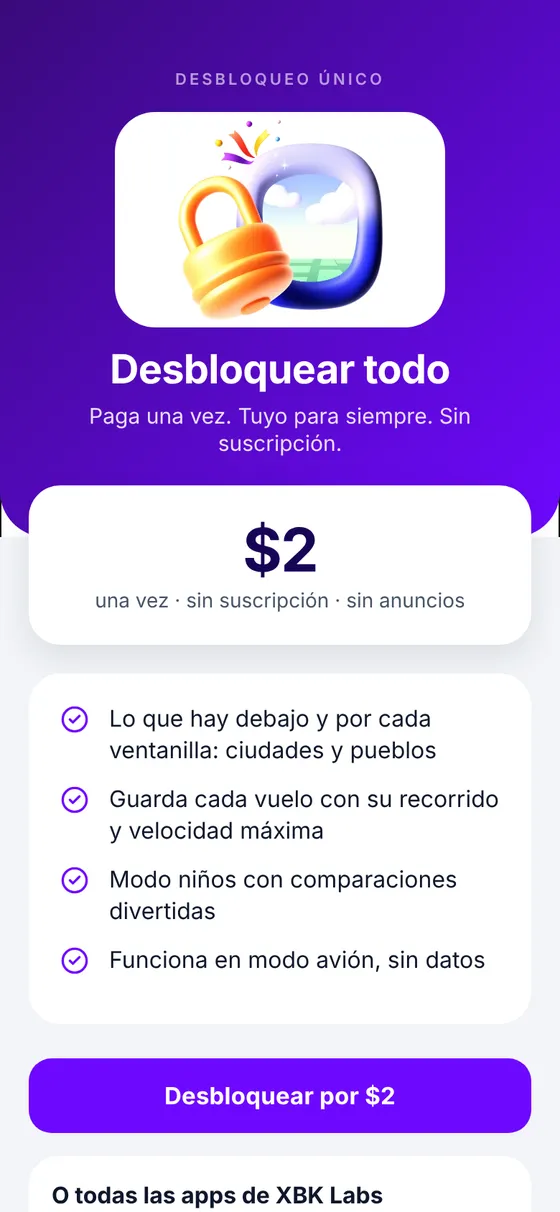 DESBLOQUEO ÚNICO
Desbloquear todo
Paga una vez. Tuyo para siempre. Sin
suscripción.
$2
una vez · sin suscripción · sin anuncios
Lo que hay debajo y por cada
ventanilla: ciudades y pueblos
Guarda cada vuelo con su recorrido
y velocidad máxima
Modo niños con comparaciones
divertidas
Funciona en modo avión, sin datos
Desbloquear por $2
O todas las apps de XBK Labs